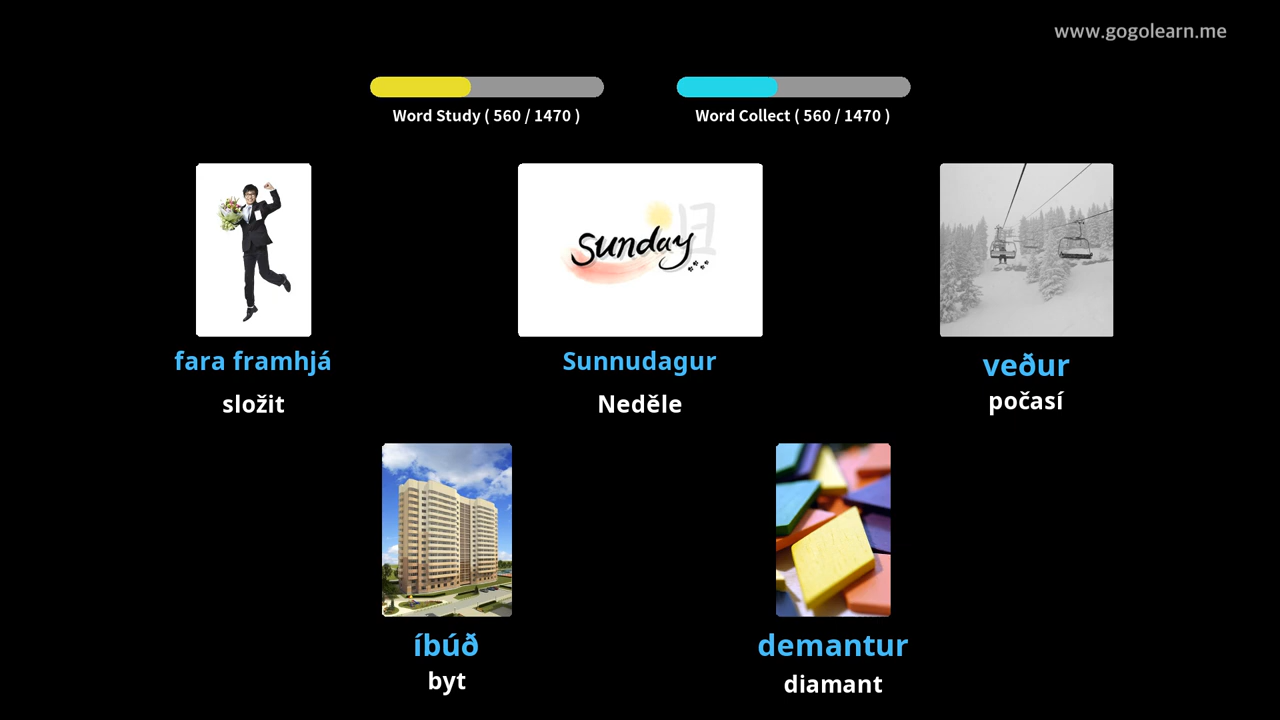 www.gogolearn.me
Word Study ( 560 / 1470 )
Word Collect ( 560 / 1470 )
Sunday
fara framhjá
složit
Sunnudagur
Neděle
veður
počasí
íbúð
byt
demantur
diamant